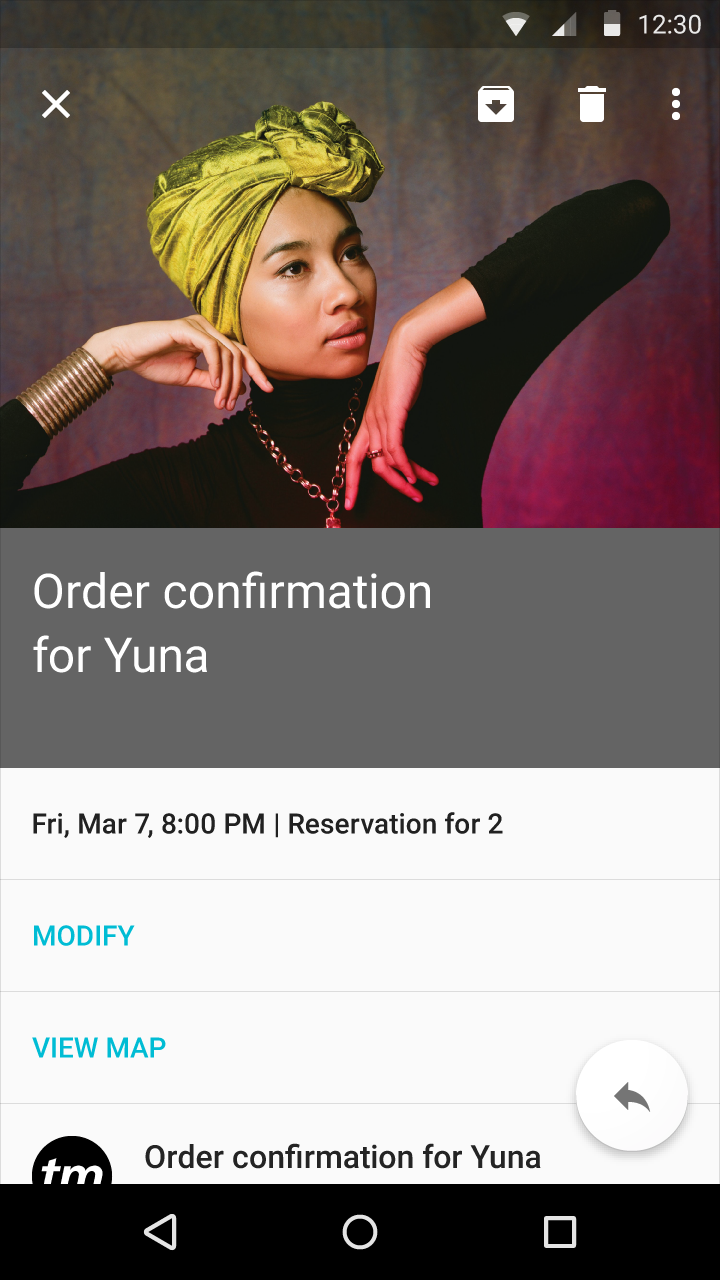 12:30
Order confirmation
for Yuna
Fri, Mar 7, 8:00 PM | Reservation for 2
MODIFY
VIEW MAP
tm
Order confirmation for Yuna